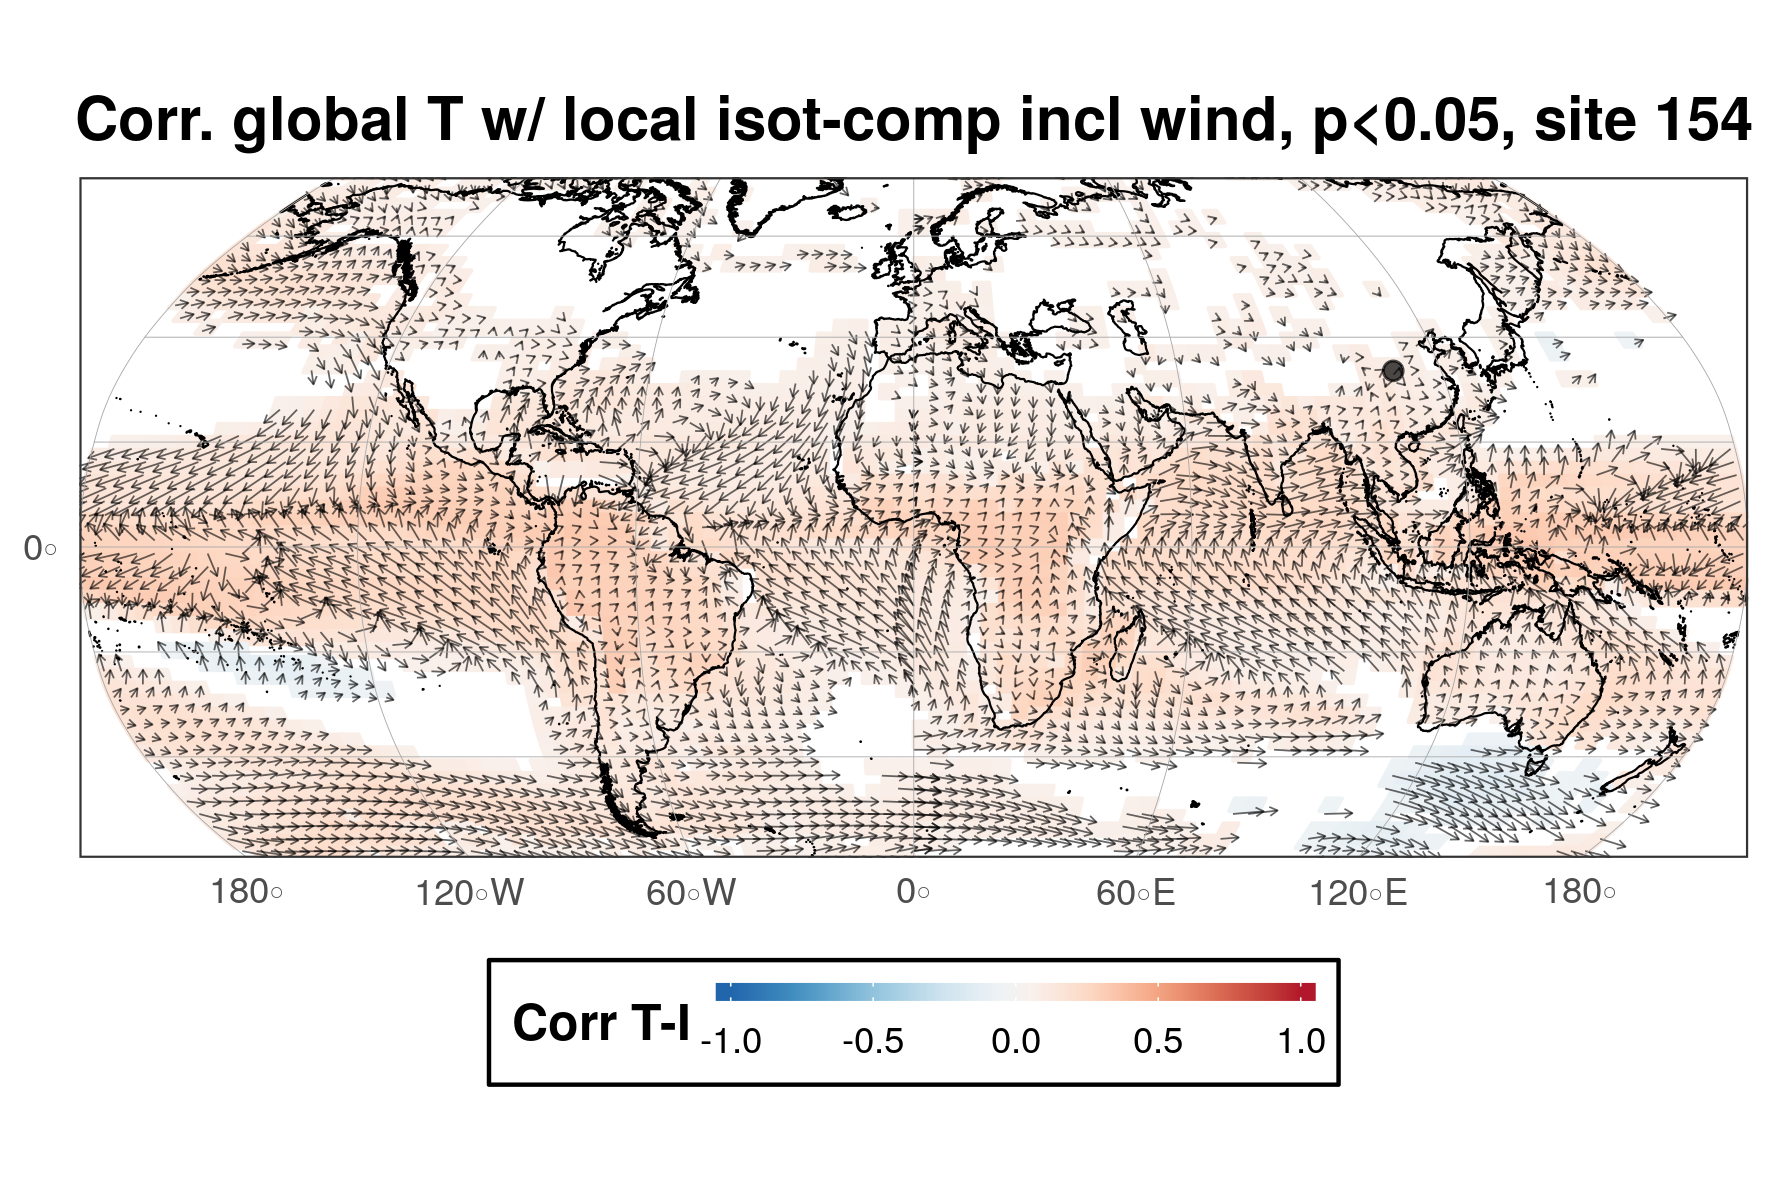 Corr. global T w/ local isot-comp incl wind, p<0.05, site 154
0°
180° 120°W 60°W 0° 60°E 120°E 180°
Corr T-I
-1.0 -0.5 0.0 0.5 1.0